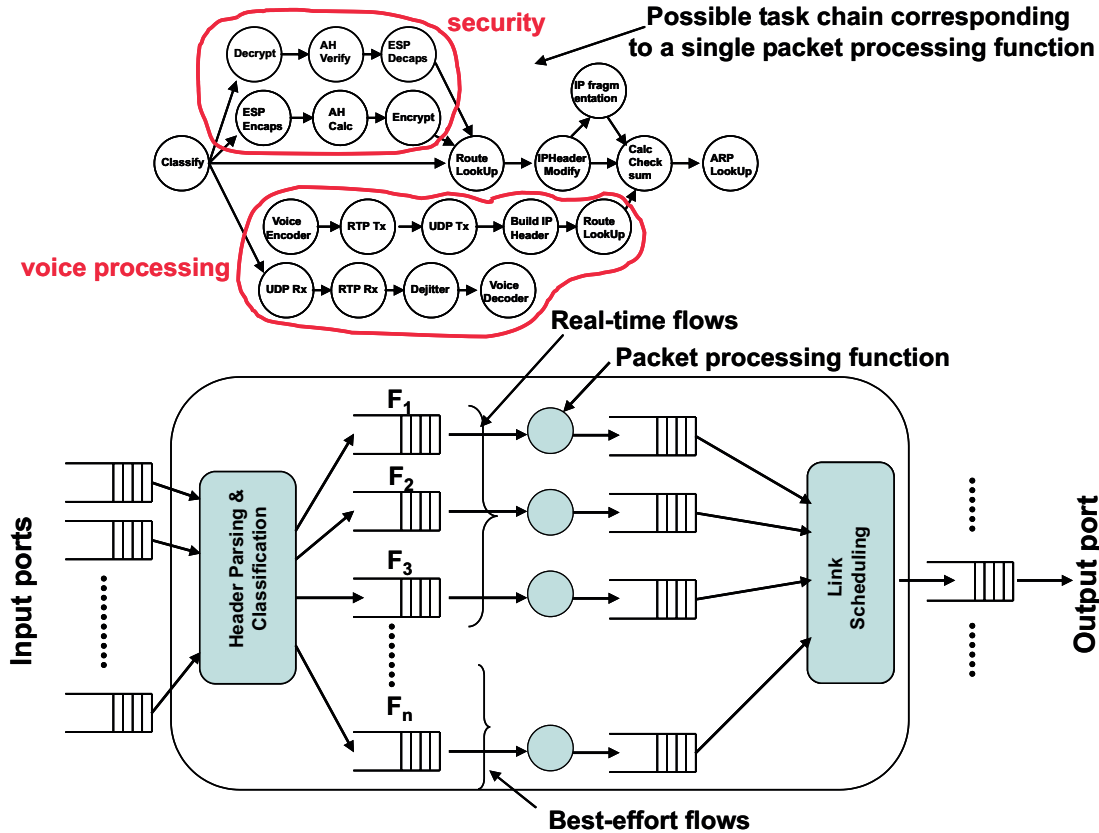 security
Possible task chain corresponding
to a single packet processing function
Decrypt
AH
Verify
ESP
Decaps
IP fragm
entation
ESP
Encaps
AH
Calc
Encrypt
Classify
Route
LookUp
IPHeader
Modify
Calc
Check
sum
ARP
LookUp
Voice
Encoder
RTP Tx
UDP Tx
Build IP
Header
Route
LookUp
voice processing
UDP Rx
RTP Rx
Dejitter
Voice
Decoder
Real-time flows
Packet processing function
Input ports
Header Parsing &
Classification
F1
F2
F3
Fn
Link
Scheduling
Output port
Best-effort flows